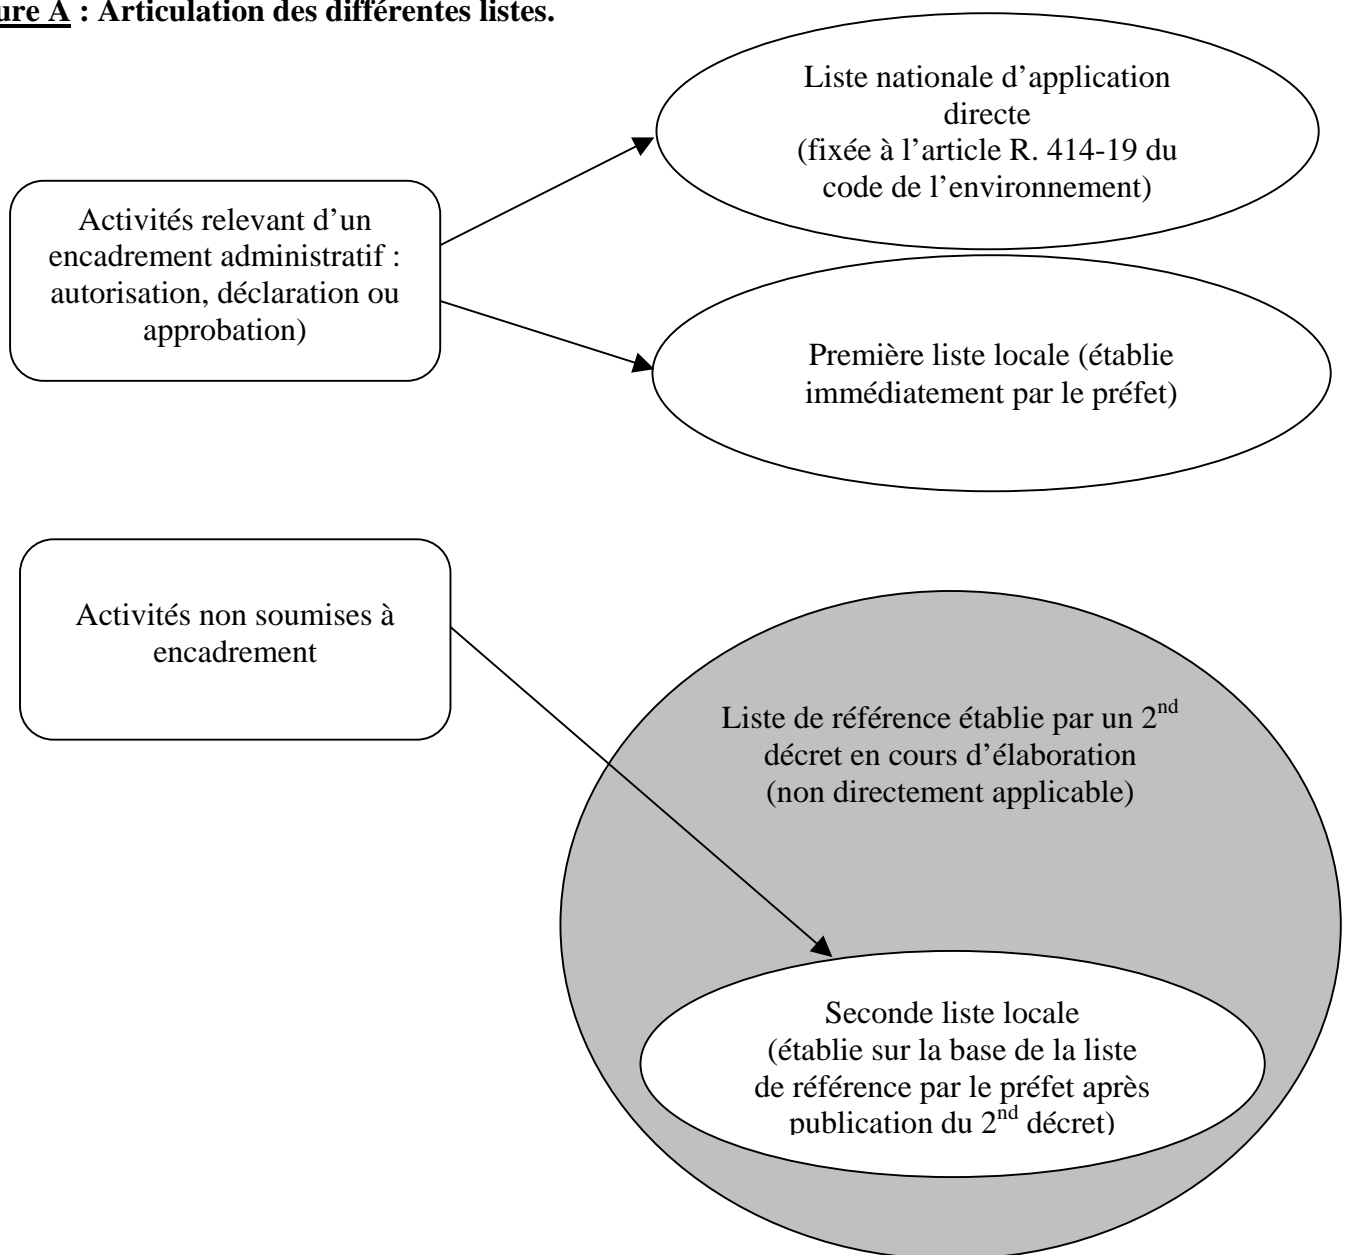 ure A : Articulation des différentes listes.
Liste nationale d’application
directe
(fixée à l’article R. 414-19 du
code de l’environnement)
Activités relevant d’un
encadrement administratif :
autorisation, déclaration ou
approbation)
Première liste locale (établie
immédiatement par le préfet)
Activités non soumises à
encadrement
Liste de référence établie par un 2nd
décret en cours d’élaboration
(non directement applicable)
Seconde liste locale
(établie sur la base de la liste
de référence par le préfet après
publication du 2nd décret)